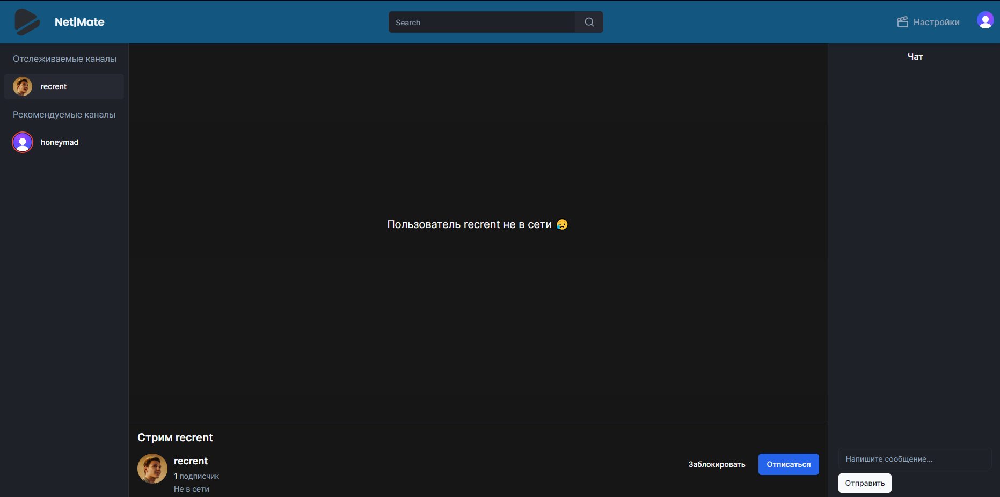 Net|Mate
Search
Настройки
Отслеживаемые каналы
recrent
Рекомендуемые каналы
honeymad
Пользователь recrent не в сети 😥
Стрим recrent
recrent
1 подписчик
Не в сети
Заблокировать
Отписаться
Чат
Напишите сообщение...
Отправить